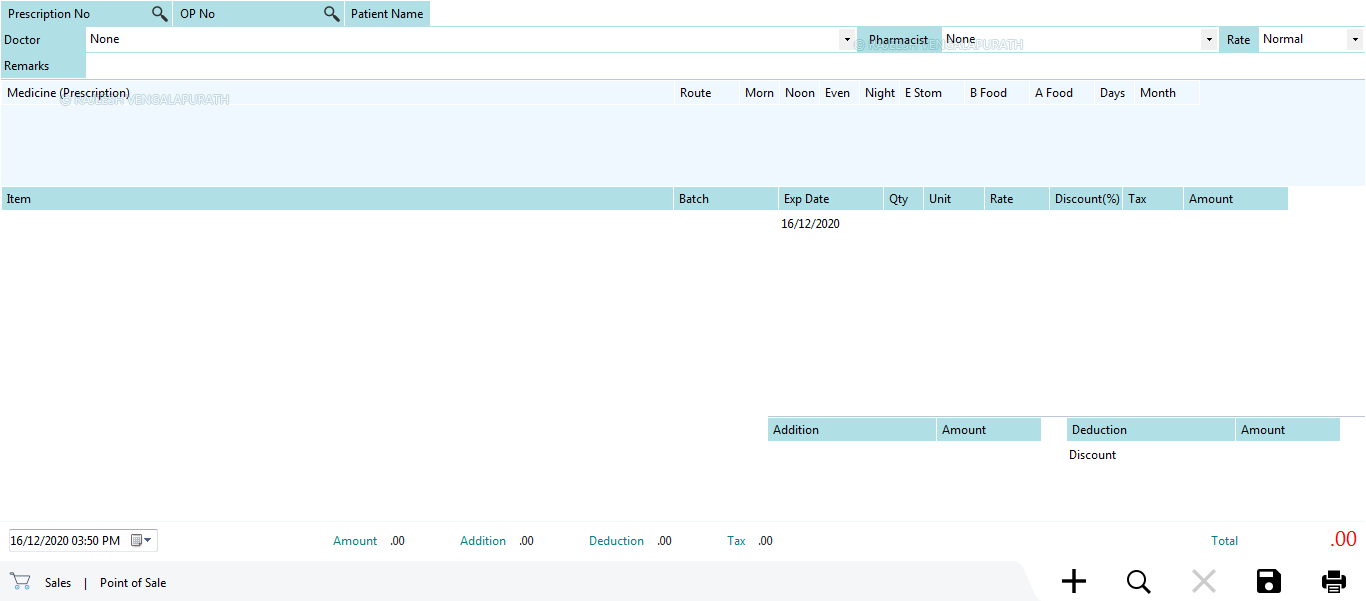 Prescription No OP No Patient Name
Doctor None Pharmacist None Rate Normal
© RAJEESH VENGALAPURATH
Remarks
Medicine (Prescription) Route Morn Noon Even Night E Stom B Food A Food Days Month
© RAJEESH VENGALAPURATH
Item Batch Exp Date Qty Unit Rate Discount(%) Tax Amount
16/12/2020
Addition Amount Deduction Amount
Discount
16/12/2020 03:50 PM Amount .00 Addition .00 Deduction .00 Tax .00 Total .00
Sales | Point of Sale